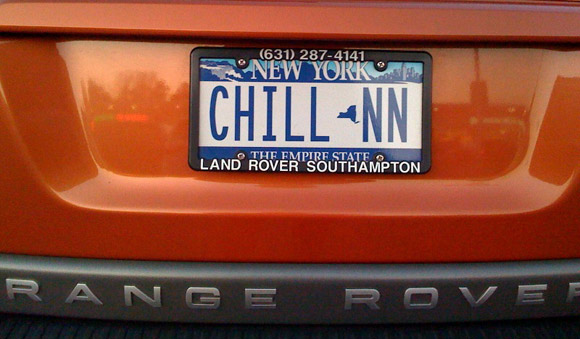 (631) 287-4141
NEW YORK
CHILL NN
THE EMPIRE STATE
LAND ROVER SOUTHAMPTON
RANGE ROVER